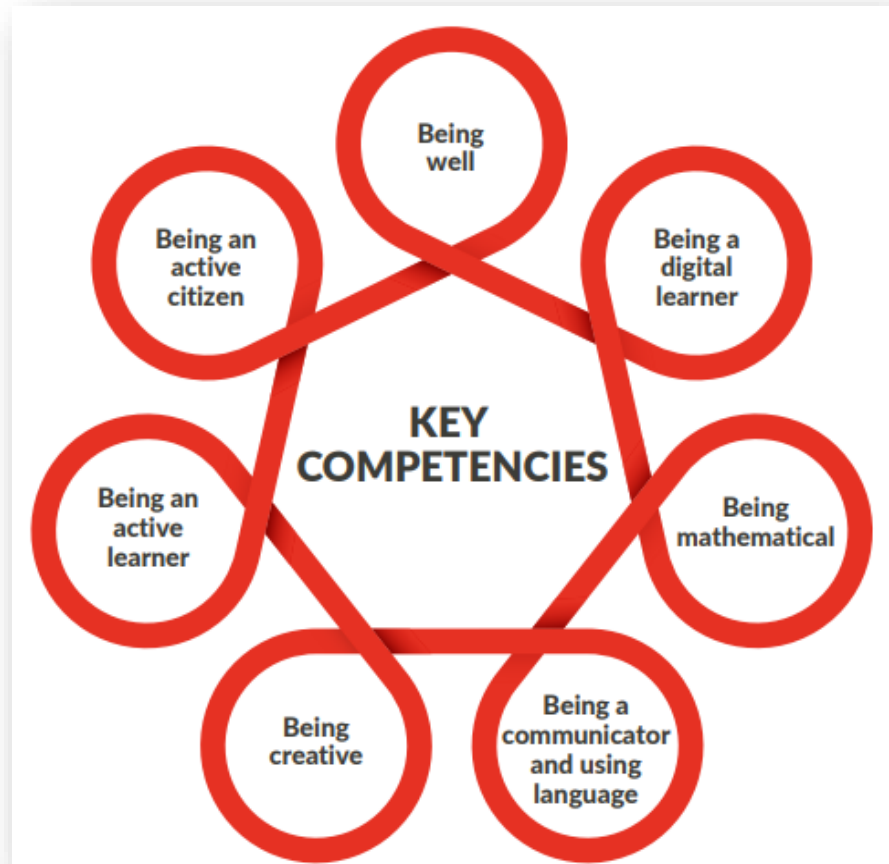 Being
well
Being an
active
citizen
Being a
digital
learner
KEY
COMPETENCIES
Being an
active
learner
Being
mathematical
Being
creative
Being a
communicator
and using
language